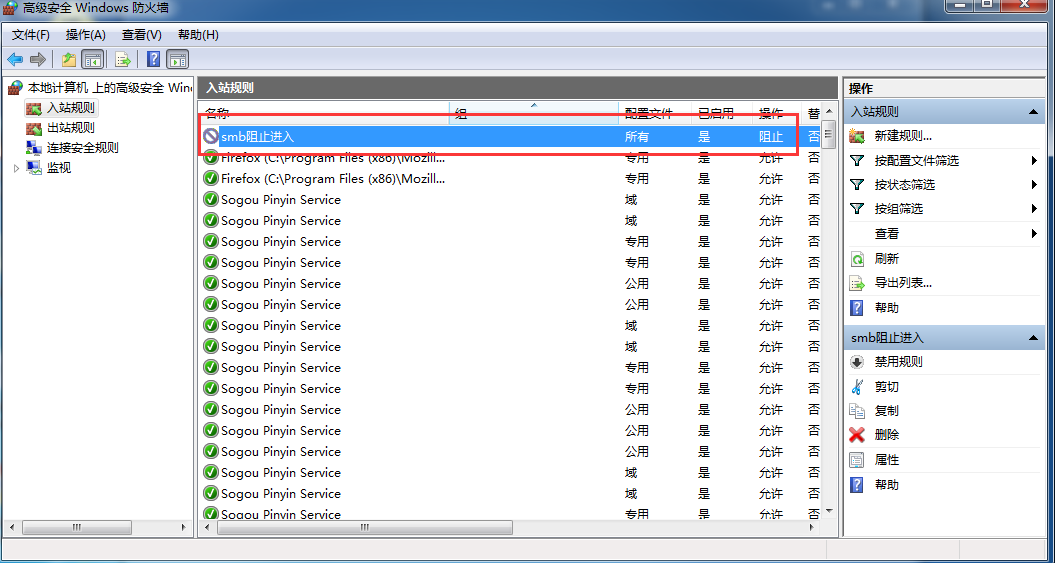 高级安全 Windows 防火墙
文件(F) 操作(A) 查看(V) 帮助(H)
本地计算机 上的高级安全 Win
入站规则
出站规则
连接安全规则
监视
入站规则
名称 组 配置文件 已启用 操作 替
smb阻止进入 所有 是 阻止 否
Firefox (C:\Program Files (x86)\Mozill... 专用 是 允许 否
Firefox (C:\Program Files (x86)\Mozill... 专用 是 允许 否
Sogou Pinyin Service 域 是 允许 否
Sogou Pinyin Service 域 是 允许 否
Sogou Pinyin Service 专用 是 允许 否
Sogou Pinyin Service 专用 是 允许 否
Sogou Pinyin Service 公用 是 允许 否
Sogou Pinyin Service 公用 是 允许 否
Sogou Pinyin Service 域 是 允许 否
Sogou Pinyin Service 域 是 允许 否
Sogou Pinyin Service 专用 是 允许 否
Sogou Pinyin Service 专用 是 允许 否
Sogou Pinyin Service 公用 是 允许 否
Sogou Pinyin Service 公用 是 允许 否
Sogou Pinyin Service 公用 是 允许 否
Sogou Pinyin Service 域 是 允许 否
Sogou Pinyin Service 域 是 允许 否
Sogou Pinyin Service 专用 是 允许 否
操作
入站规则
新建规则...
按配置文件筛选
按状态筛选
按组筛选
查看
刷新
导出列表...
帮助
smb阻止进入
禁用规则
剪切
复制
删除
属性
帮助